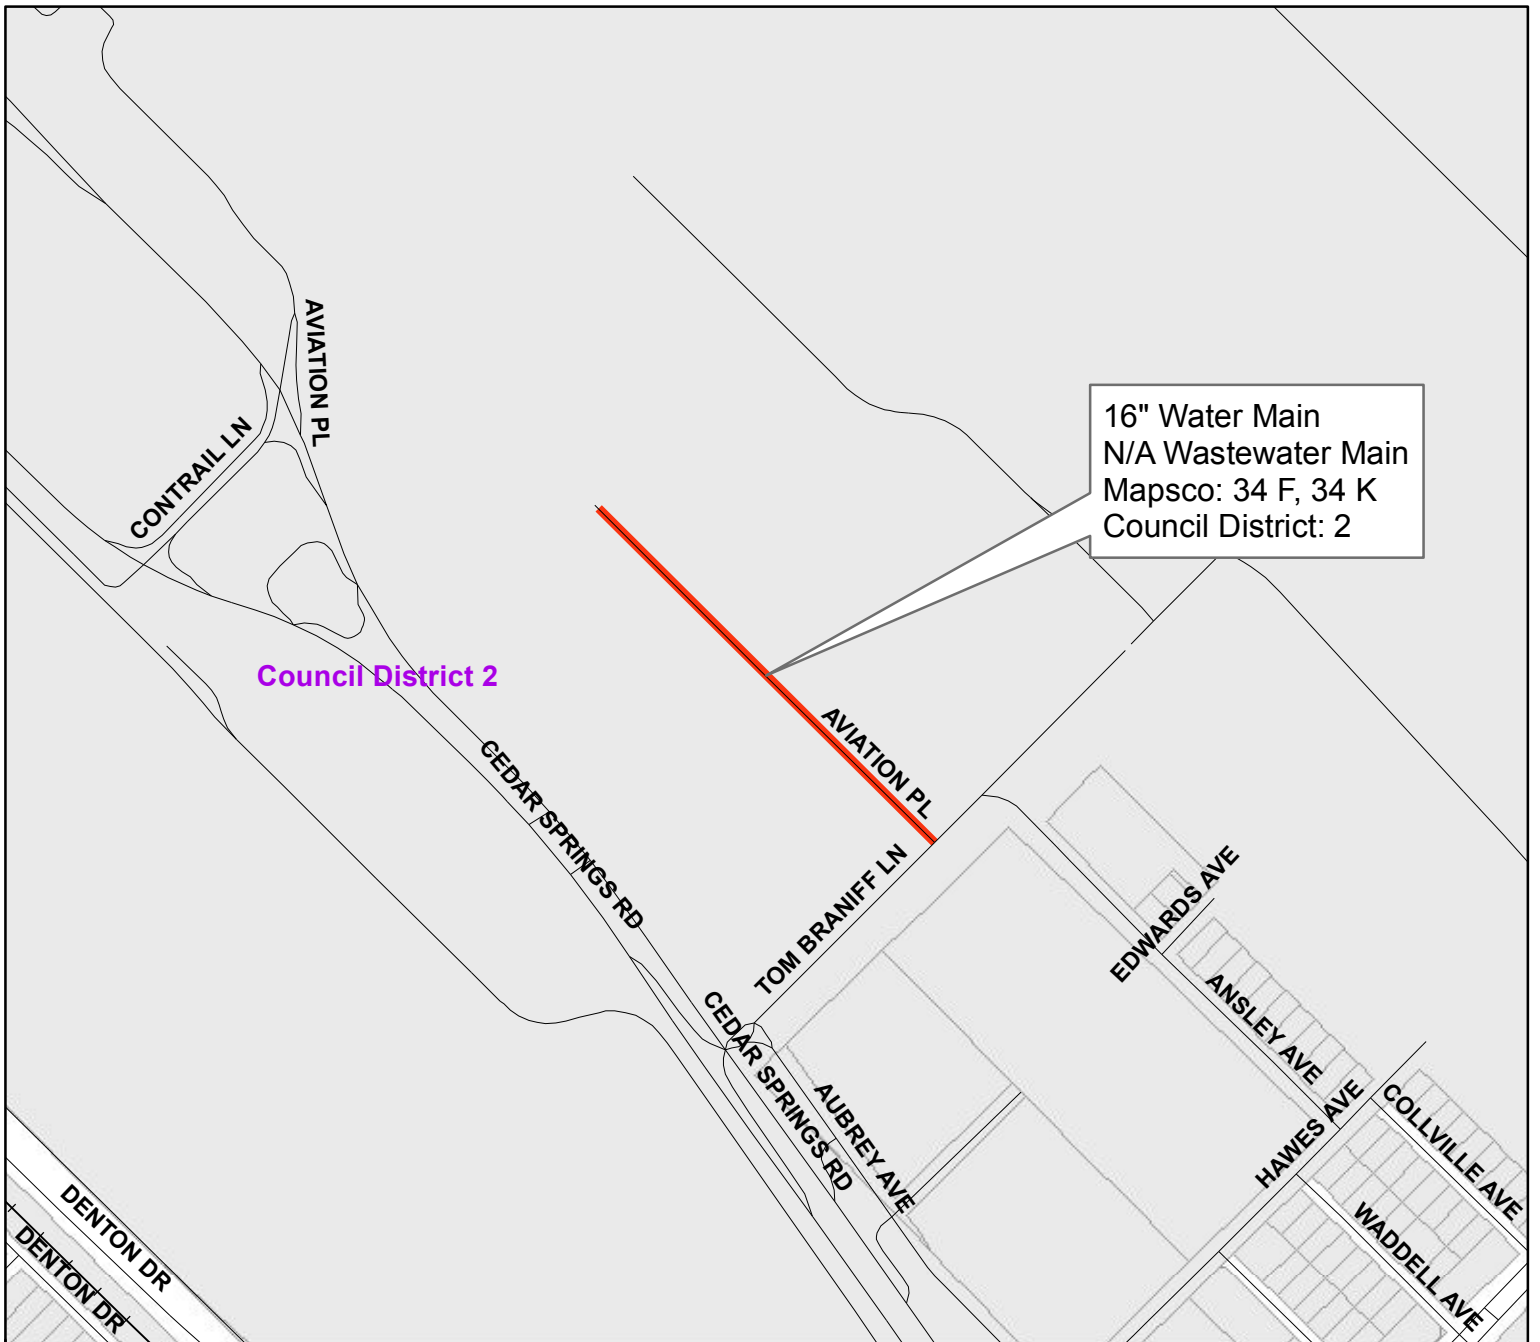 AVIATION PL
CONTRAIL LN
16" Water Main
N/A Wastewater Main
Mapsco: 34 F, 34 K
Council District: 2
Council District 2
AVIATION PL
CEDAR SPRINGS RD
TOM BRANIFF LN
EDWARDS AVE
ANSLEY AVE
CEDAR SPRINGS RD
AUBREY AVE
HAWES AVE
COLLVILLE AVE
WADDELL AVE
DENTON DR
DENTON DR